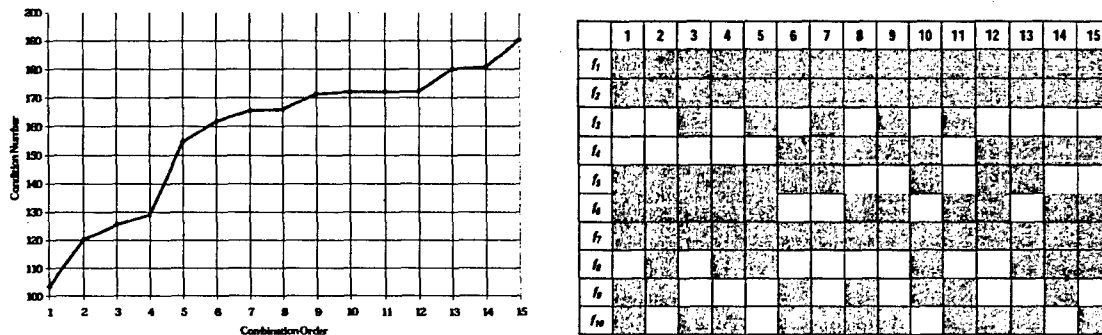 Condition Number
200
190
180
170
160
150
140
130
120
110
100
1 2 3 4 5 6 7 8 9 10 11 12 13 14 15
Combination Order
1 2 3 4 5 6 7 8 9 10 11 12 13 14 15
f1
f2
f3
f4
f5
f6
f7
f8
f9
f10